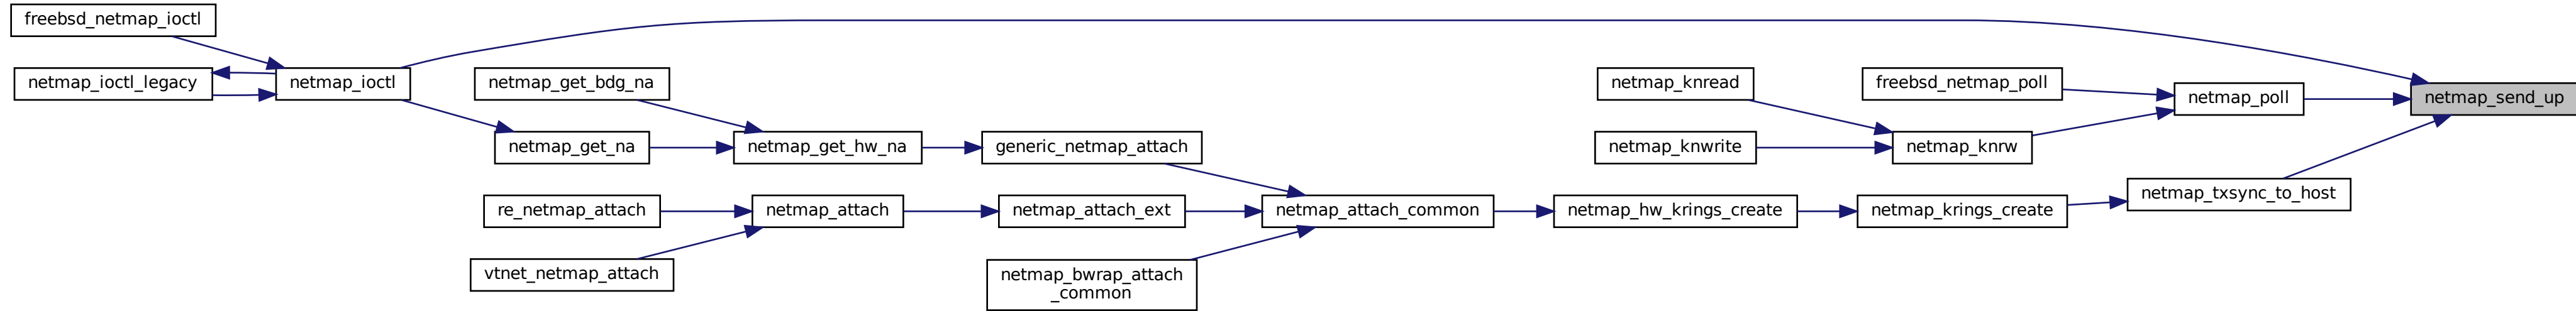 freebsd_netmap_ioctl
netmap_ioctl_legacy
netmap_ioctl
netmap_get_bdg_na
netmap_knread
freebsd_netmap_poll
netmap_poll
netmap_send_up
netmap_get_na
netmap_get_hw_na
generic_netmap_attach
netmap_knwrite
netmap_knrw
netmap_txsync_to_host
re_netmap_attach
netmap_attach
netmap_attach_ext
netmap_attach_common
netmap_hw_krings_create
netmap_krings_create
vtnet_netmap_attach
netmap_bwrap_attach
_common